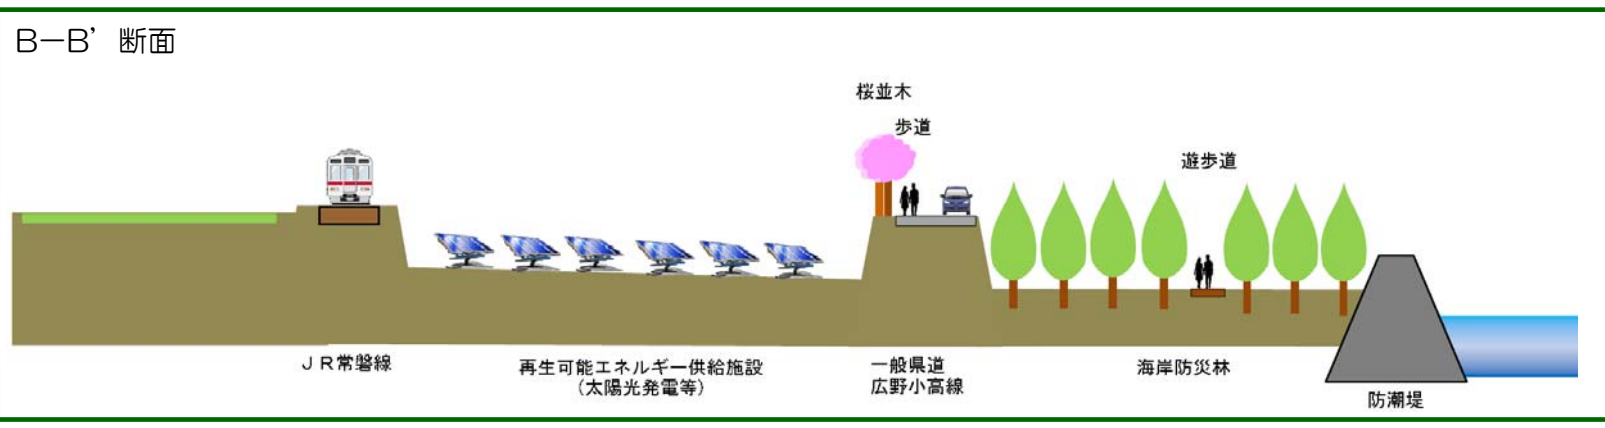 B－B’ 断面
桜並木
歩道
遊歩道
ＪＲ常磐線
再生可能エネルギー供給施設
(太陽光発電等)
一般県道
広野小高線
海岸防災林
防潮堤